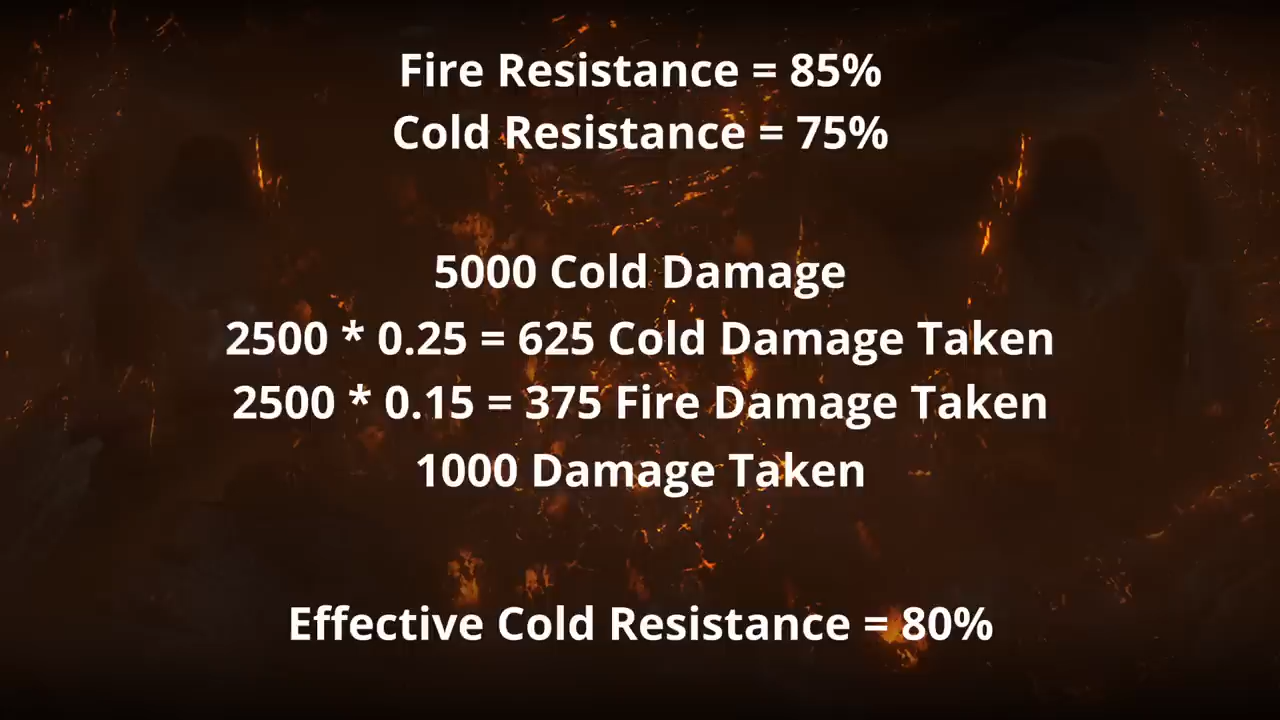 Fire Resistance = 85%
Cold Resistance = 75%
5000 Cold Damage
2500 * 0.25 = 625 Cold Damage Taken
2500 * 0.15 = 375 Fire Damage Taken
1000 Damage Taken
Effective Cold Resistance = 80%